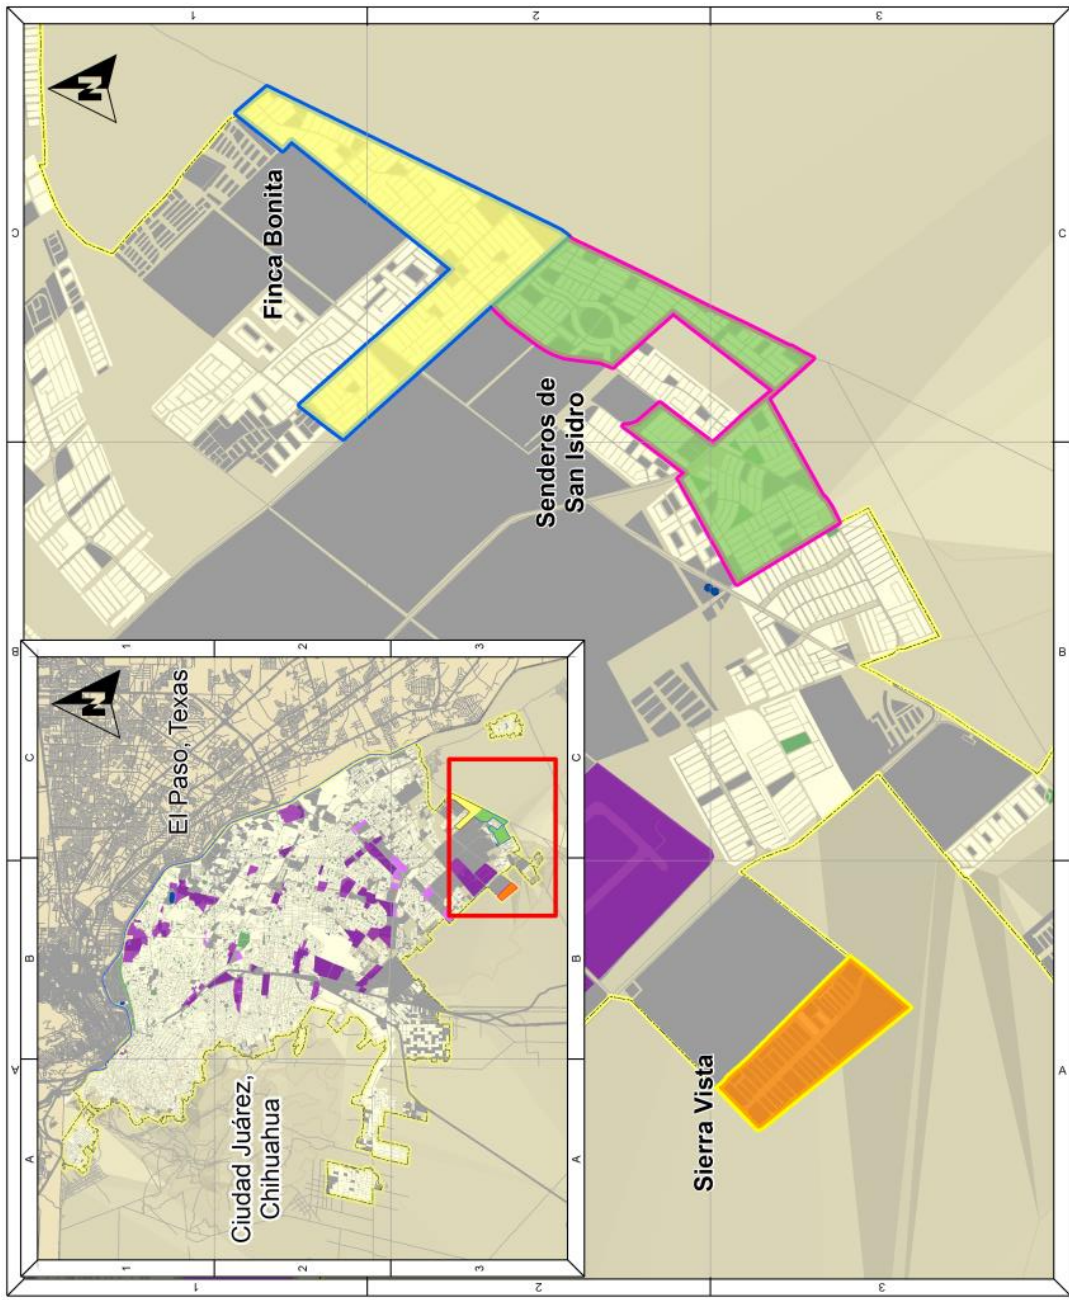 A
B
C
1
2
3
N
El Paso, Texas
Ciudad Juárez,
Chihuahua
A
B
C
1
2
3
N
Finca Bonita
Senderos de
San Isidro
Sierra Vista
1
2
3
A
B
C
1
2
3
B
C